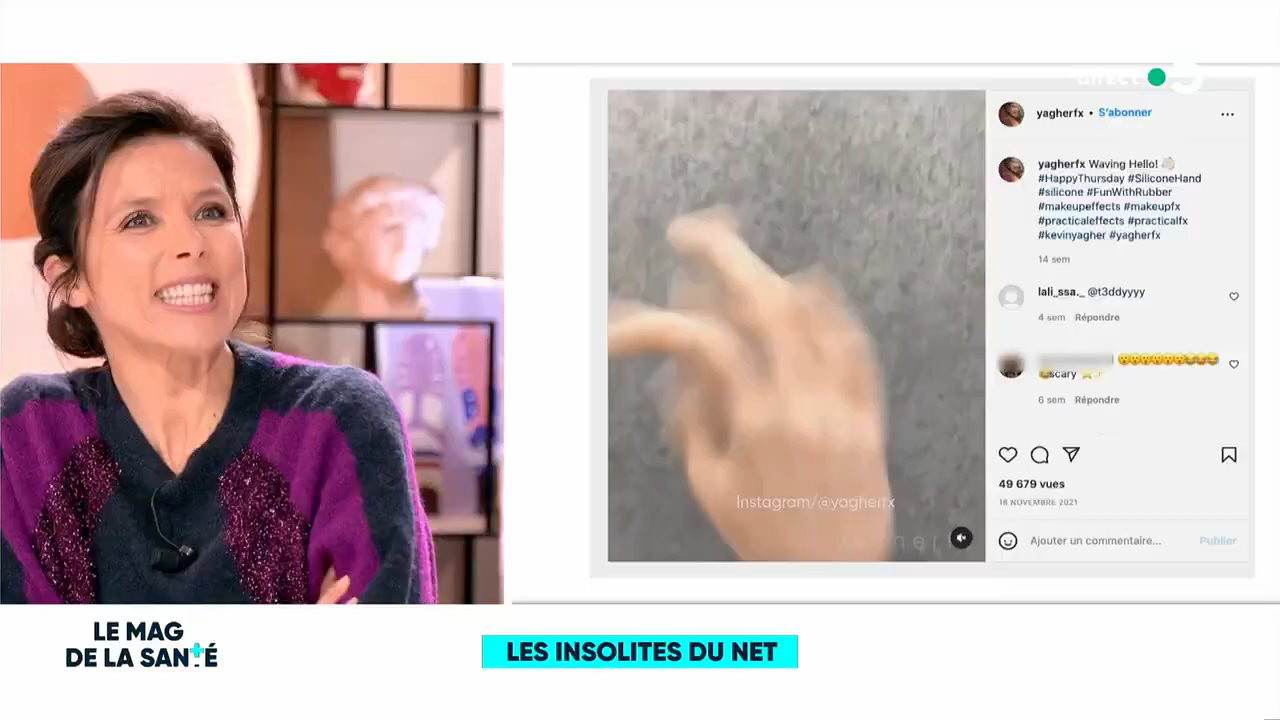 direct 5
yagherfx • S'abonner
yagherfx Waving Hello! 👋🏻
#HappyThursday #SiliconeHand
#silicone #FunWithRubber
#makeupeffects #makeupfx
#practicaleffects #practicalfx
#kevinyagher #yagherfx
14 sem
lali_ssa._ @t3ddyyyy
4 sem Répondre
scary
6 sem Répondre
49 679 vues
18 NOVEMBRE 2021
Ajouter un commentaire... Publier
Instagram/@yagherfx
LE MAG
DE LA SANTÉ
LES INSOLITES DU NET